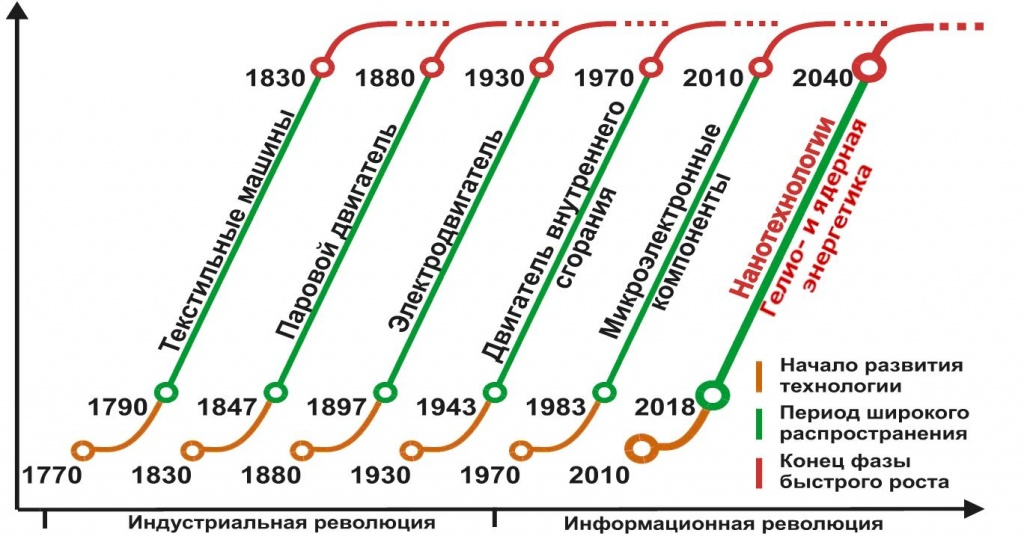 1830
1880
1930
1970
2010
2040
Текстильные машины
Паровой двигатель
Электродвигатель
Двигатель внутреннего
сгорания
Микроэлектронные
компоненты
Нанотехнологии
Гелио- и ядерная
энергетика
1790
1847
1897
1943
1983
2018
1770
1830
1880
1930
1970
2010
Начало развития
технологии
Период широкого
распространения
Конец фазы
быстрого роста
Индустриальная революция
Информационная революция